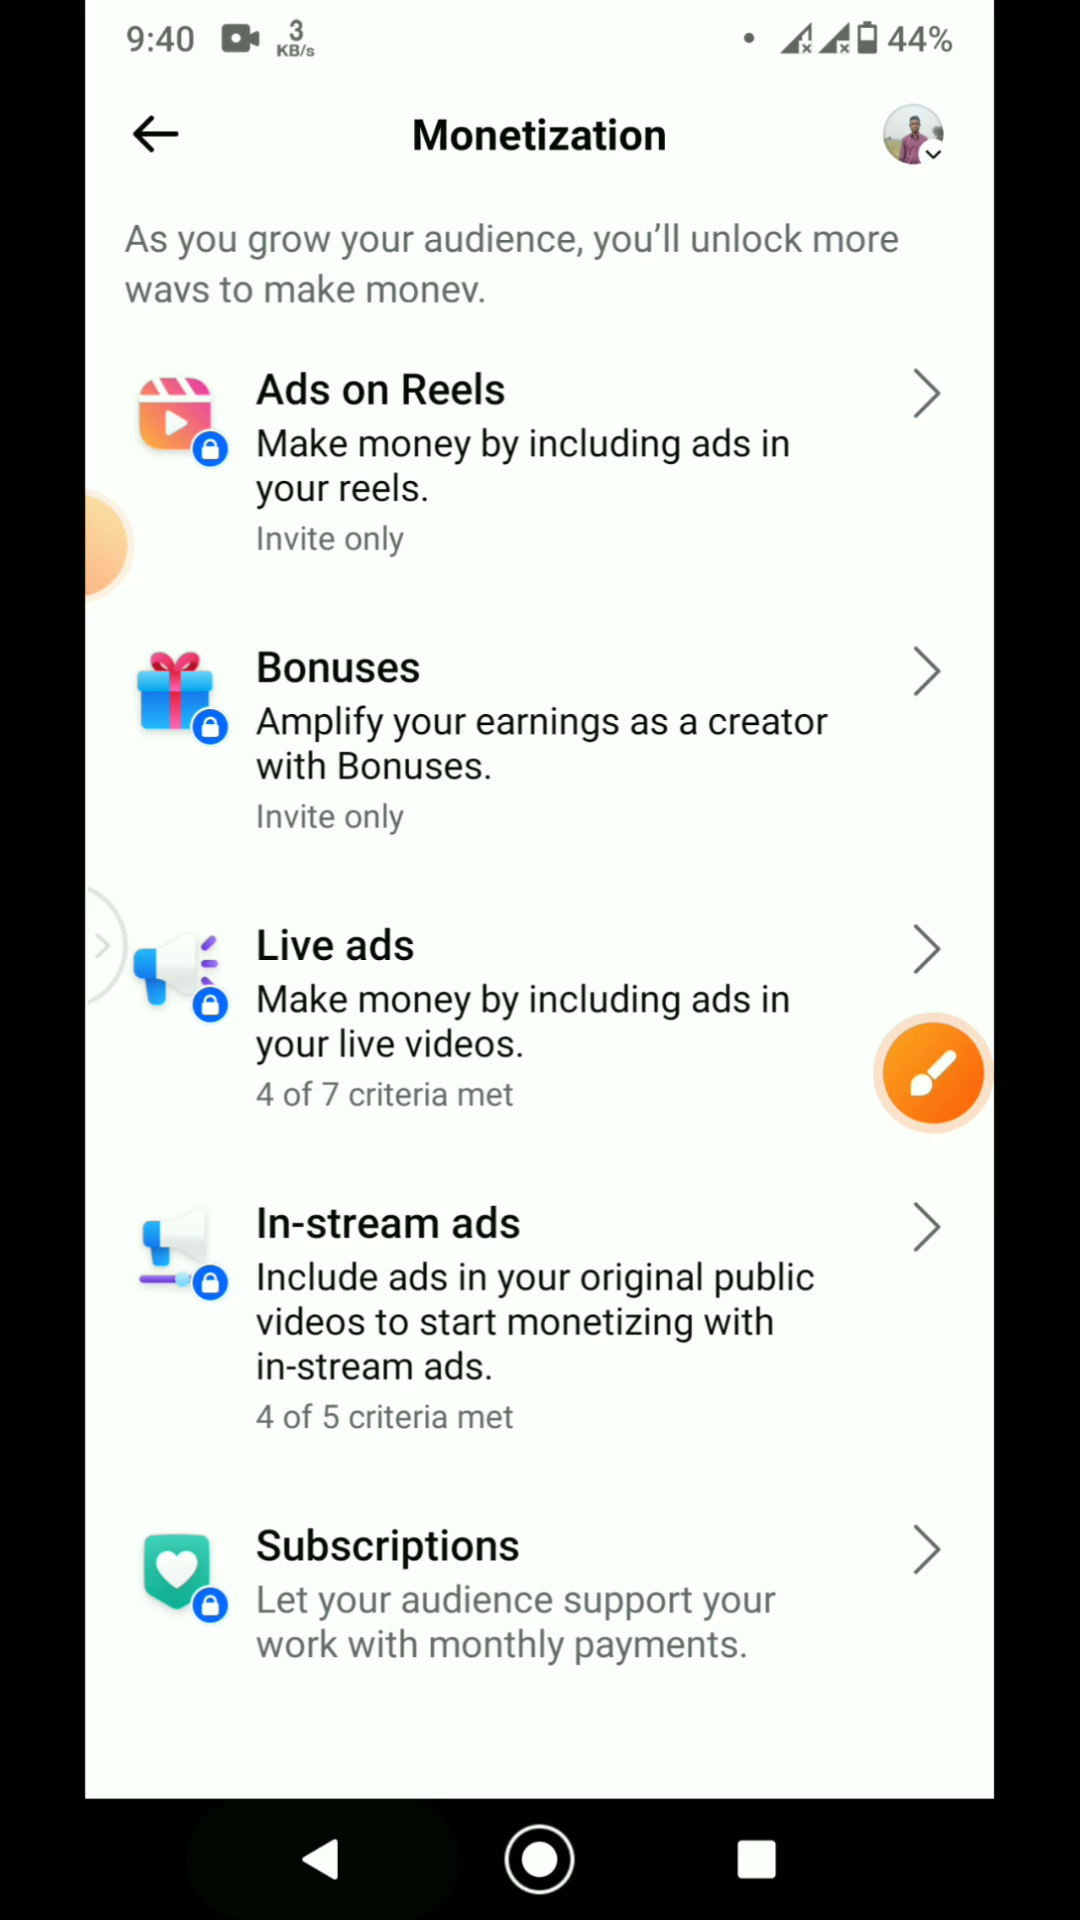 9:40 3 KB/s 44%
Monetization
As you grow your audience, you'll unlock more
ways to make money.
Ads on Reels
Make money by including ads in
your reels.
Invite only
Bonuses
Amplify your earnings as a creator
with Bonuses.
Invite only
Live ads
Make money by including ads in
your live videos.
4 of 7 criteria met
In-stream ads
Include ads in your original public
videos to start monetizing with
in-stream ads.
4 of 5 criteria met
Subscriptions
Let your audience support your
work with monthly payments.